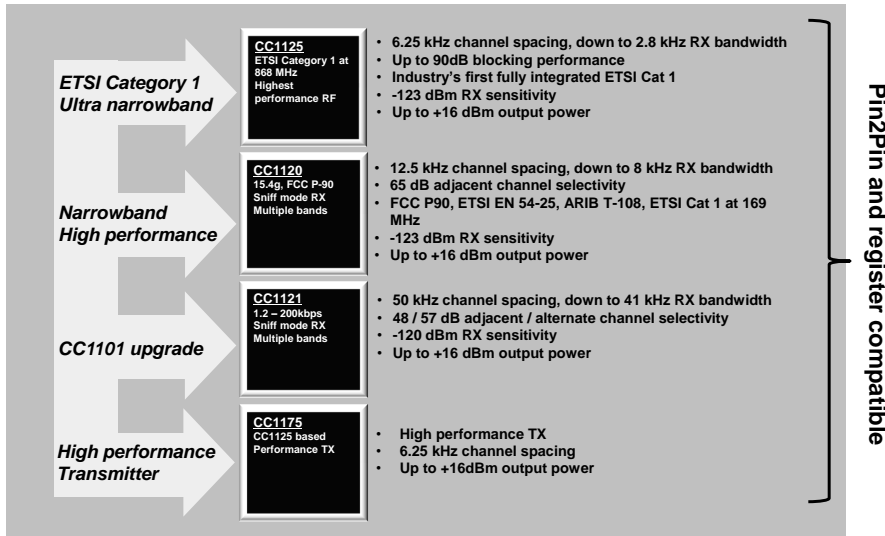 ETSI Category 1
Ultra narrowband
CC1125
ETSI Category 1 at
868 MHz
Highest
performance RF
• 6.25 kHz channel spacing, down to 2.8 kHz RX bandwidth
• Up to 90dB blocking performance
• Industry's first fully integrated ETSI Cat 1
• -123 dBm RX sensitivity
• Up to +16 dBm output power
Narrowband
High performance
CC1120
15.4g, FCC P-90
Sniff mode RX
Multiple bands
• 12.5 kHz channel spacing, down to 8 kHz RX bandwidth
• 65 dB adjacent channel selectivity
• FCC P90, ETSI EN 54-25, ARIB T-108, ETSI Cat 1 at 169
MHz
• -123 dBm RX sensitivity
• Up to +16 dBm output power
CC1101 upgrade
CC1121
1.2 – 200kbps
Sniff mode RX
Multiple bands
• 50 kHz channel spacing, down to 41 kHz RX bandwidth
• 48 / 57 dB adjacent / alternate channel selectivity
• -120 dBm RX sensitivity
• Up to +16 dBm output power
High performance
Transmitter
CC1175
CC1125 based
Performance TX
• High performance TX
• 6.25 kHz channel spacing
• Up to +16dBm output power
Pin2Pin and register compatible